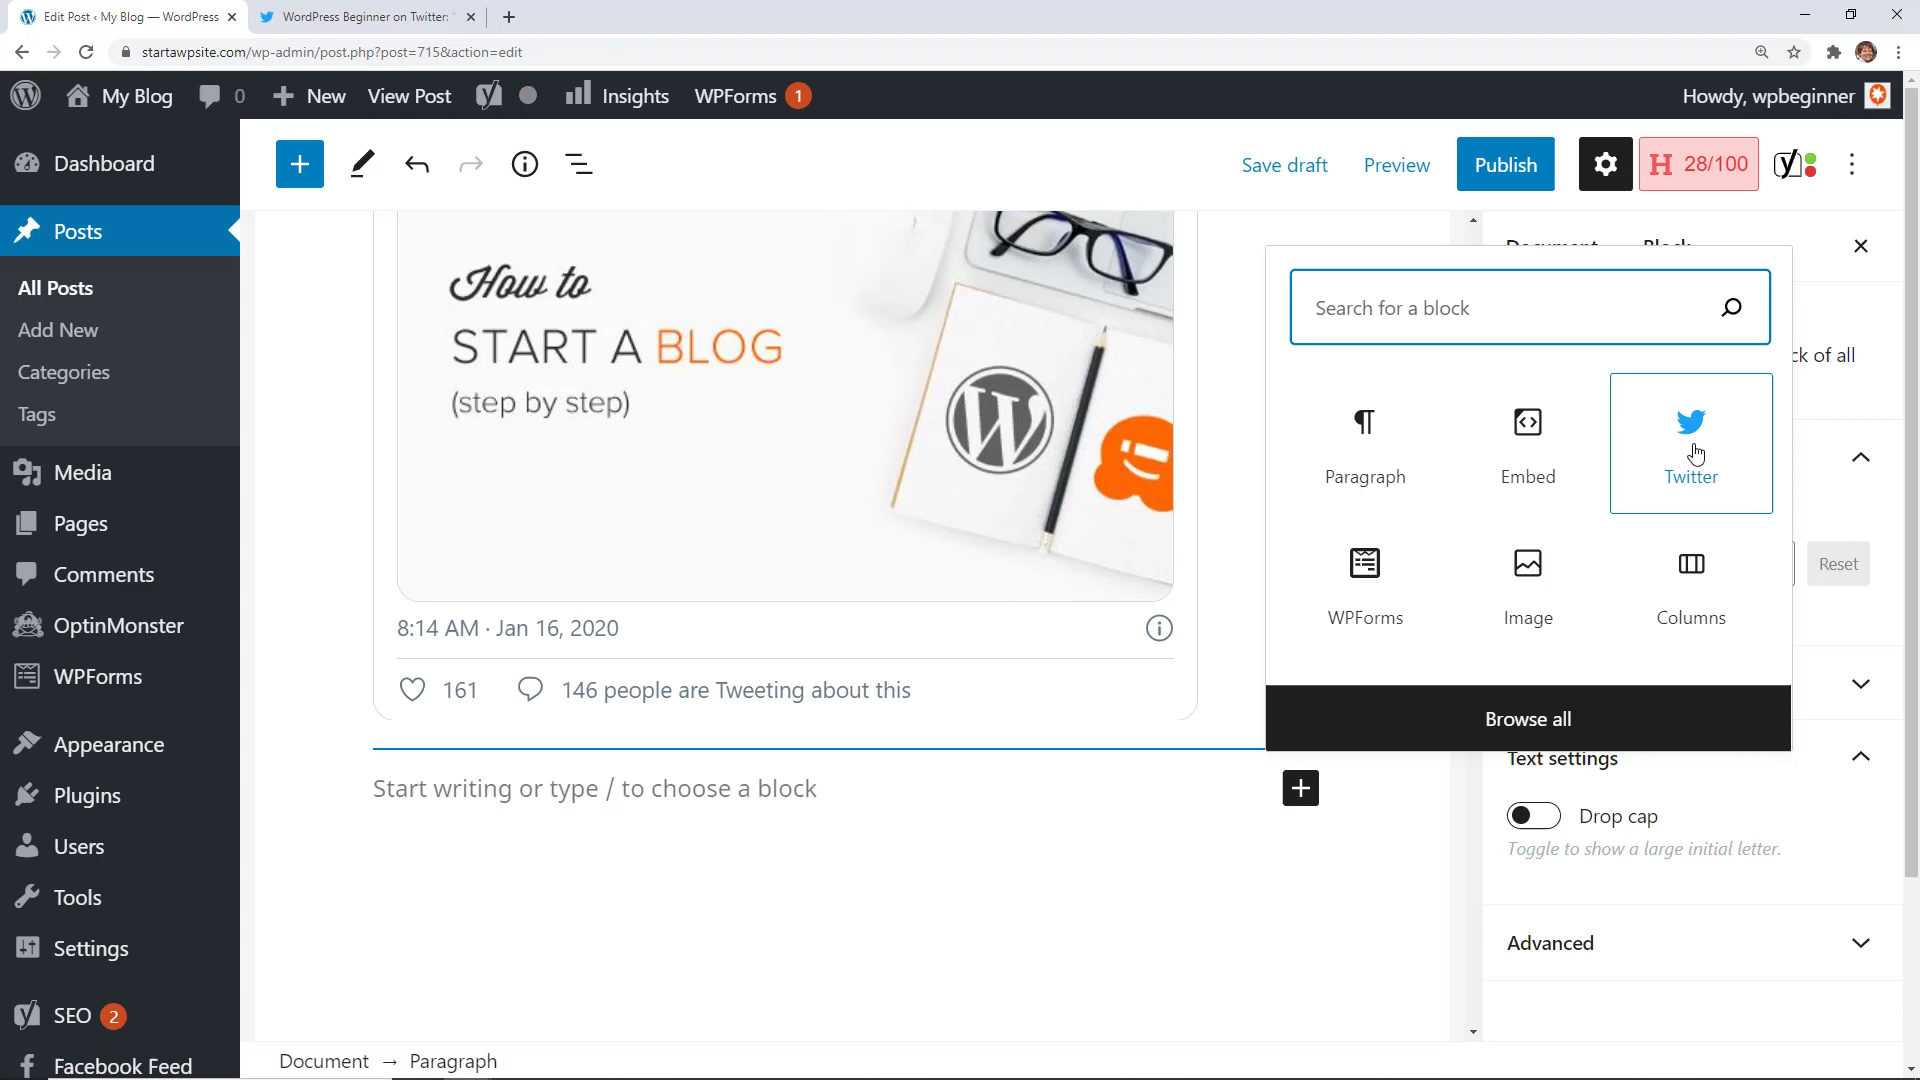 Edit Post ‹ My Blog — WordPress
WordPress Beginner on Twitter: "
startawpsite.com/wp-admin/post.php?post=715&action=edit
My Blog 0 New View Post Insights WPForms 1
Howdy, wpbeginner
Dashboard
Posts
All Posts
Add New
Categories
Tags
Media
Pages
Comments
OptinMonster
WPForms
Appearance
Plugins
Users
Tools
Settings
SEO 2
Facebook Feed
Save draft
Preview
Publish
H 28/100
How to
START A BLOG
(step by step)
8:14 AM · Jan 16, 2020
161
146 people are Tweeting about this
Start writing or type / to choose a block
Document Block
Search for a block
Paragraph
Embed
Twitter
WPForms
Image
Columns
Browse all
ck of all
Reset
Text settings
Drop cap
Toggle to show a large initial letter.
Advanced
Document → Paragraph